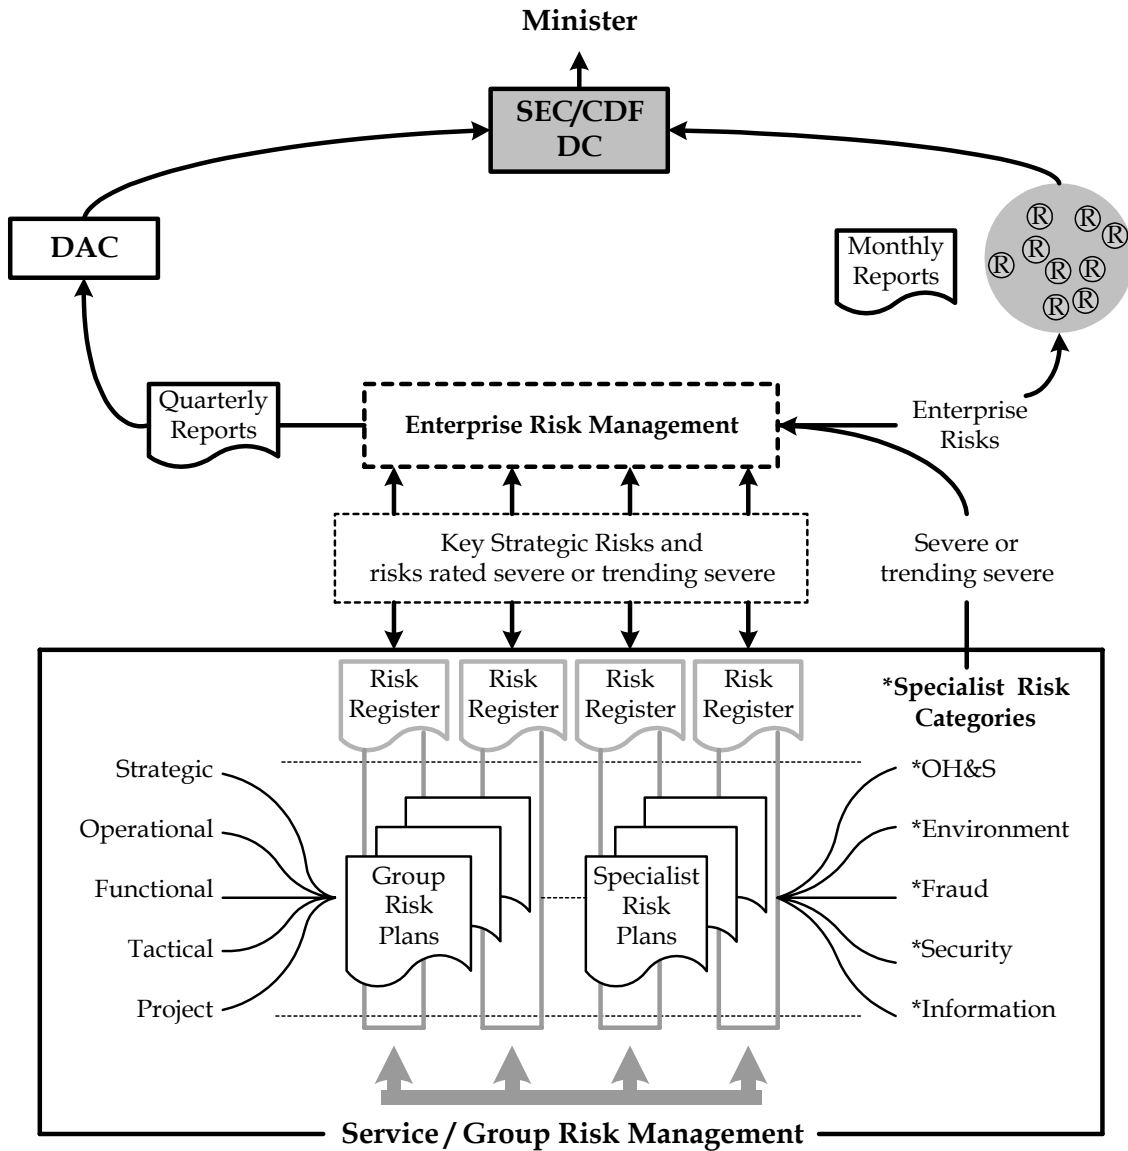 Minister
SEC/CDF
DC
DAC
Monthly
Reports
Ⓡ Ⓡ Ⓡ Ⓡ Ⓡ Ⓡ Ⓡ Ⓡ Ⓡ
Quarterly
Reports
Enterprise Risk Management
Enterprise
Risks
Key Strategic Risks and
risks rated severe or trending severe
Severe or
trending severe
Risk
Register
Risk
Register
Risk
Register
Risk
Register
*Specialist Risk
Categories
Strategic
Operational
Functional
Tactical
Project
Group
Risk
Plans
Specialist
Risk
Plans
*OH&S
*Environment
*Fraud
*Security
*Information
Service / Group Risk Management